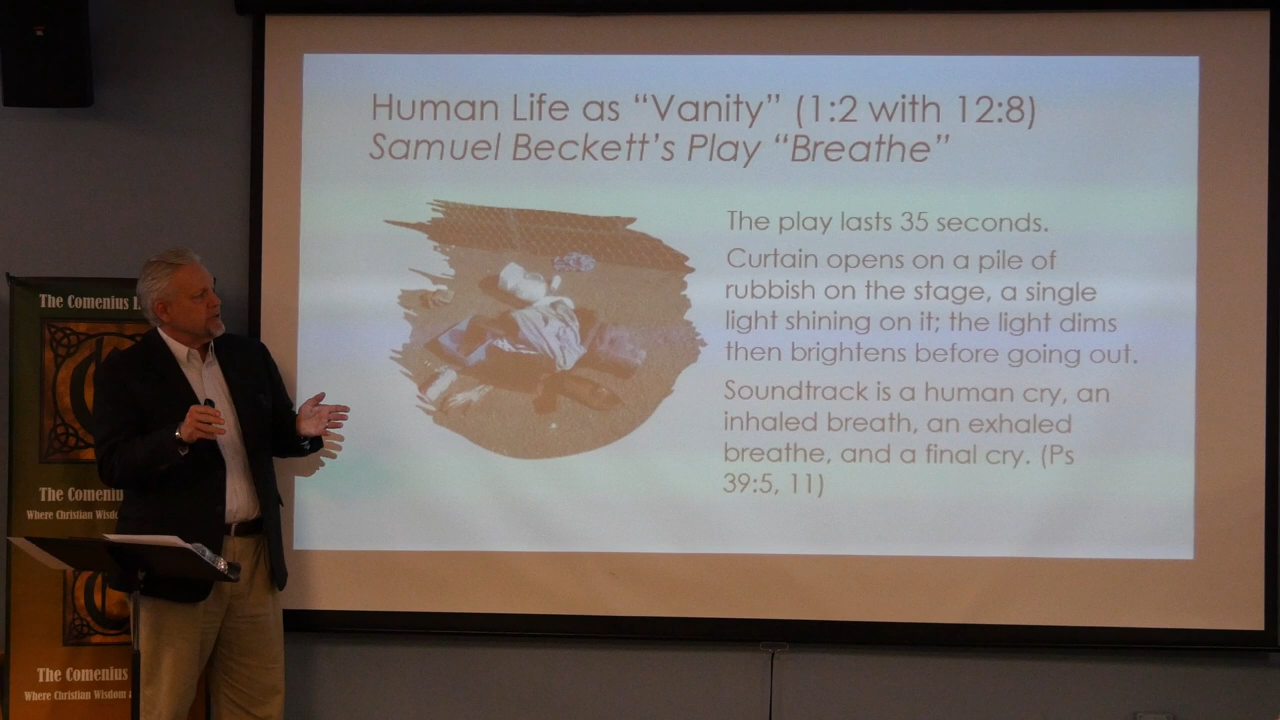 Human Life as “Vanity” (1:2 with 12:8)
Samuel Beckett’s Play “Breathe”
The play lasts 35 seconds.
Curtain opens on a pile of
rubbish on the stage, a single
light shining on it; the light dims
then brightens before going out.
Soundtrack is a human cry, an
inhaled breath, an exhaled
breathe, and a final cry. (Ps
39:5, 11)
The Comenius
The Comeniu
Where Christian
The Comenius
Where Christian Wisdom